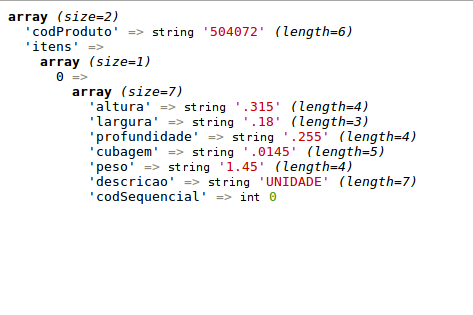 array (size=2)
'codProduto' => string '504072' (length=6)
'itens' =>
array (size=1)
0 =>
array (size=7)
'altura' => string '.315' (length=4)
'largura' => string '.18' (length=3)
'profundidade' => string '.255' (length=4)
'cubagem' => string '.0145' (length=5)
'peso' => string '1.45' (length=4)
'descricao' => string 'UNIDADE' (length=7)
'codSequencial' => int 0